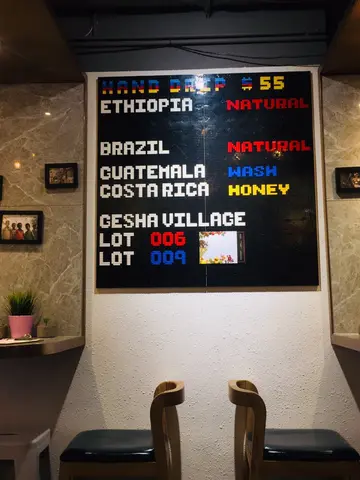 HAND DRIP $ 55
ETHIOPIA NATURAL
BRAZIL NATURAL
GUATEMALA WASH
COSTA RICA HONEY
GESHA VILLAGE
LOT 006
LOT 009